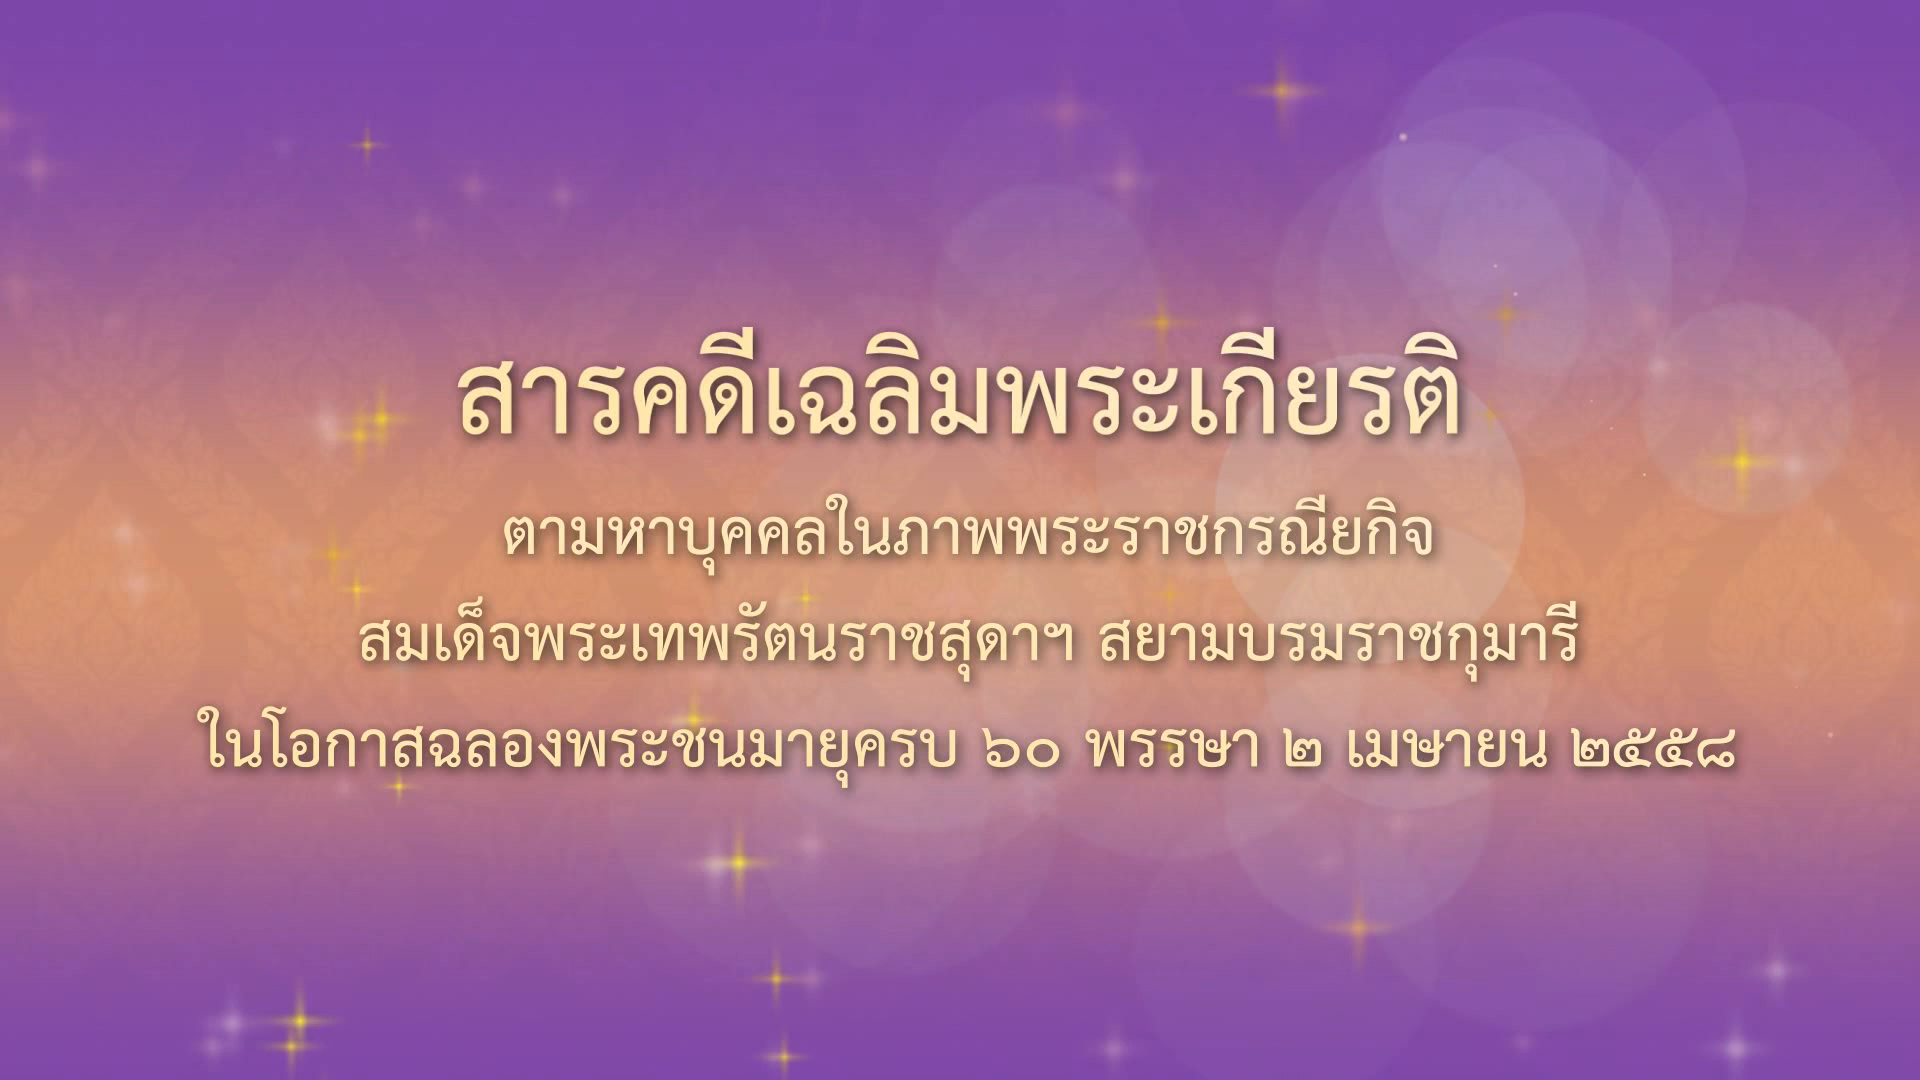 สารคดีเฉลิมพระเกียรติ
ตามหาบุคคลในภาพพระราชกรณียกิจ
สมเด็จพระเทพรัตนราชสุดาฯ สยามบรมราชกุมารี
ในโอกาสฉลองพระชนมายุครบ ๖๐ พรรษา ๒ เมษายน ๒๕๕๘